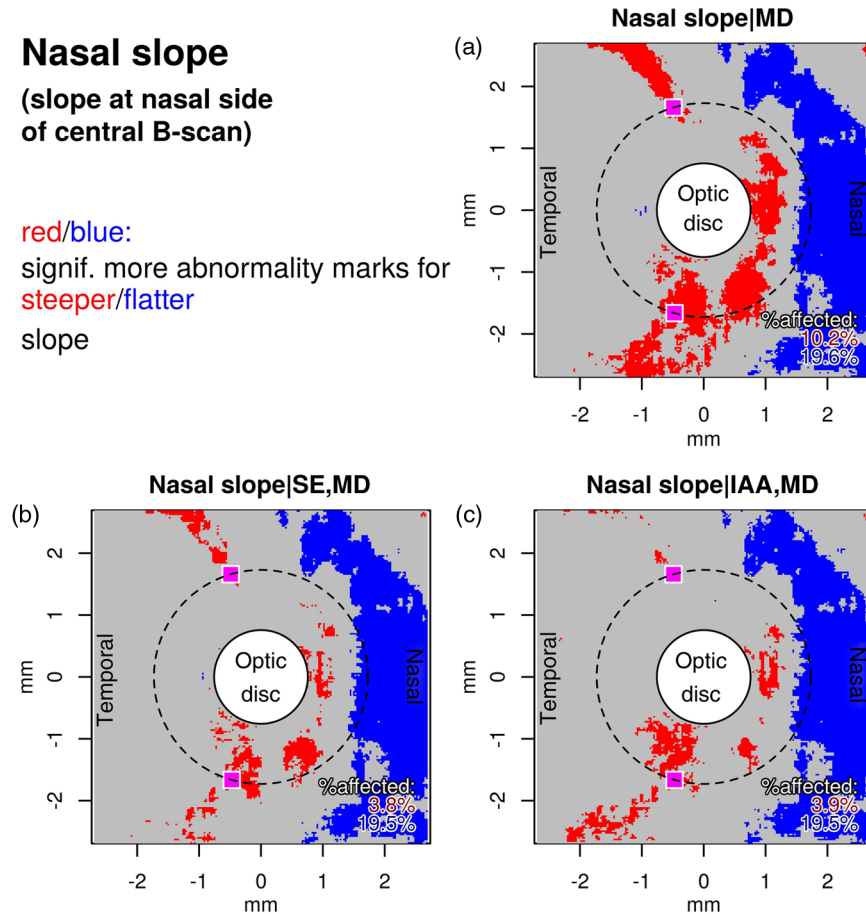 Nasal slope
(slope at nasal side
of central B-scan)
red/blue:
signif. more abnormality marks for
steeper/flatter
slope
(a)
Nasal slope|MD
2
1
0
-1
-2
mm
Temporal
Optic
disc
Nasal
%affected:
10.2%
19.6%
-2 -1 0 1 2
mm
(b)
Nasal slope|SE,MD
2
1
0
-1
-2
mm
Temporal
Optic
disc
Nasal
%affected:
3.8%
19.5%
-2 -1 0 1 2
mm
(c)
Nasal slope|IAA,MD
2
1
0
-1
-2
Temporal
Optic
disc
Nasal
%affected:
3.9%
19.5%
-2 -1 0 1 2
mm